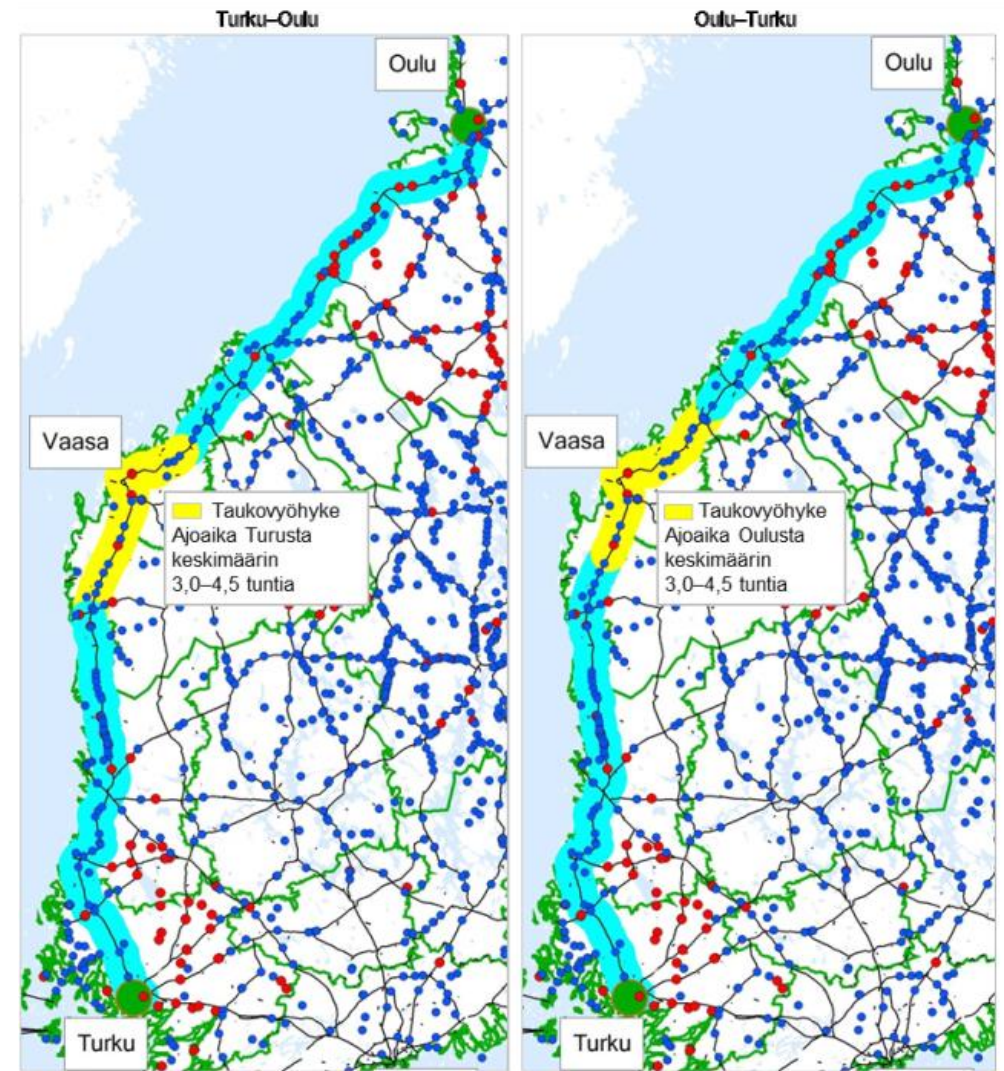 Turku–Oulu
Oulu
Vaasa
Taukovyöhyke
Ajoaika Turusta
keskimäärin
3,0–4,5 tuntia
Turku
Oulu–Turku
Oulu
Vaasa
Taukovyöhyke
Ajoaika Oulusta
keskimäärin
3,0–4,5 tuntia
Turku